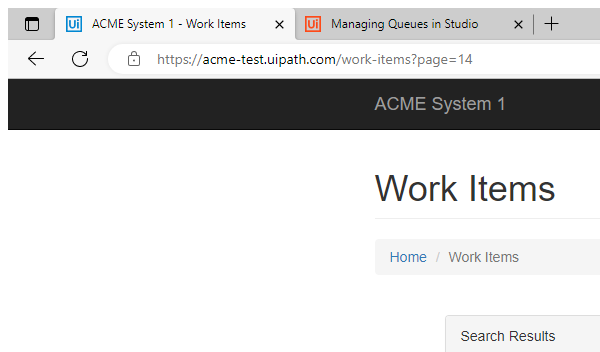 Ui ACME System 1 - Work Items
Ui Managing Queues in Studio
https://acme-test.uipath.com/work-items?page=14
ACME System 1
Work Items
Home / Work Items
Search Results